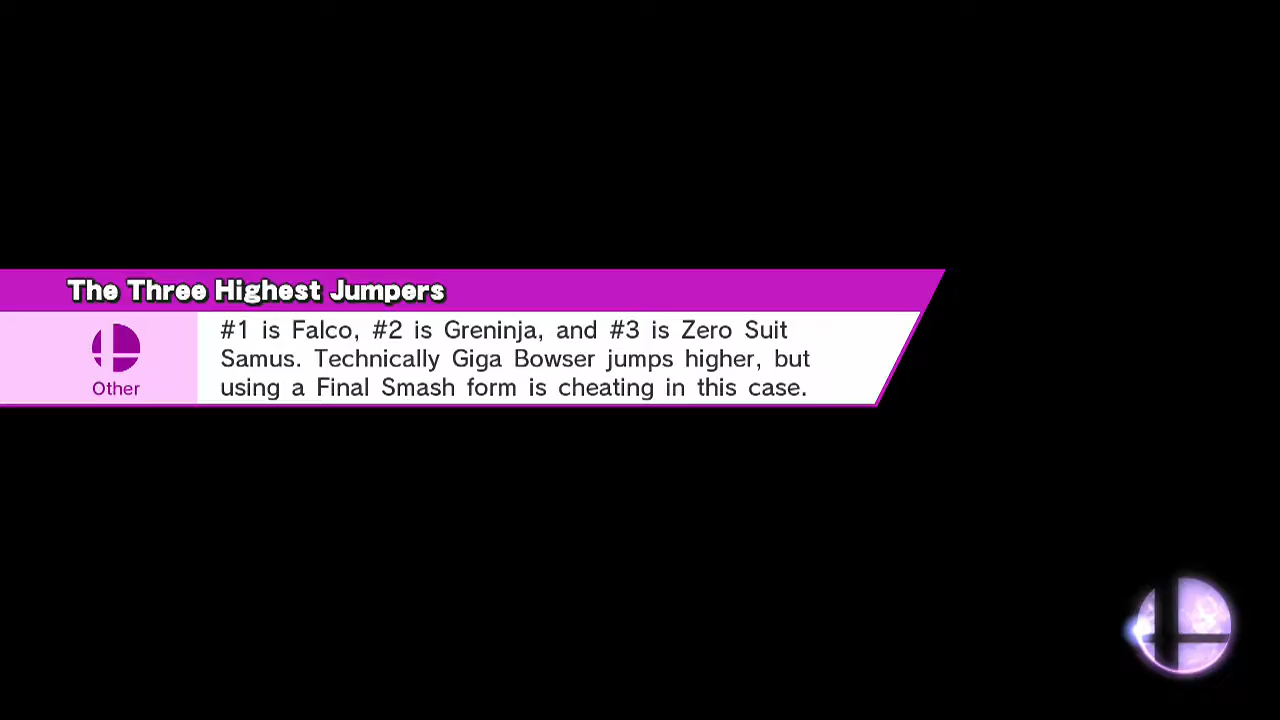 The Three Highest Jumpers
#1 is Falco, #2 is Greninja, and #3 is Zero Suit
Samus. Technically Giga Bowser jumps higher, but
using a Final Smash form is cheating in this case.
Other